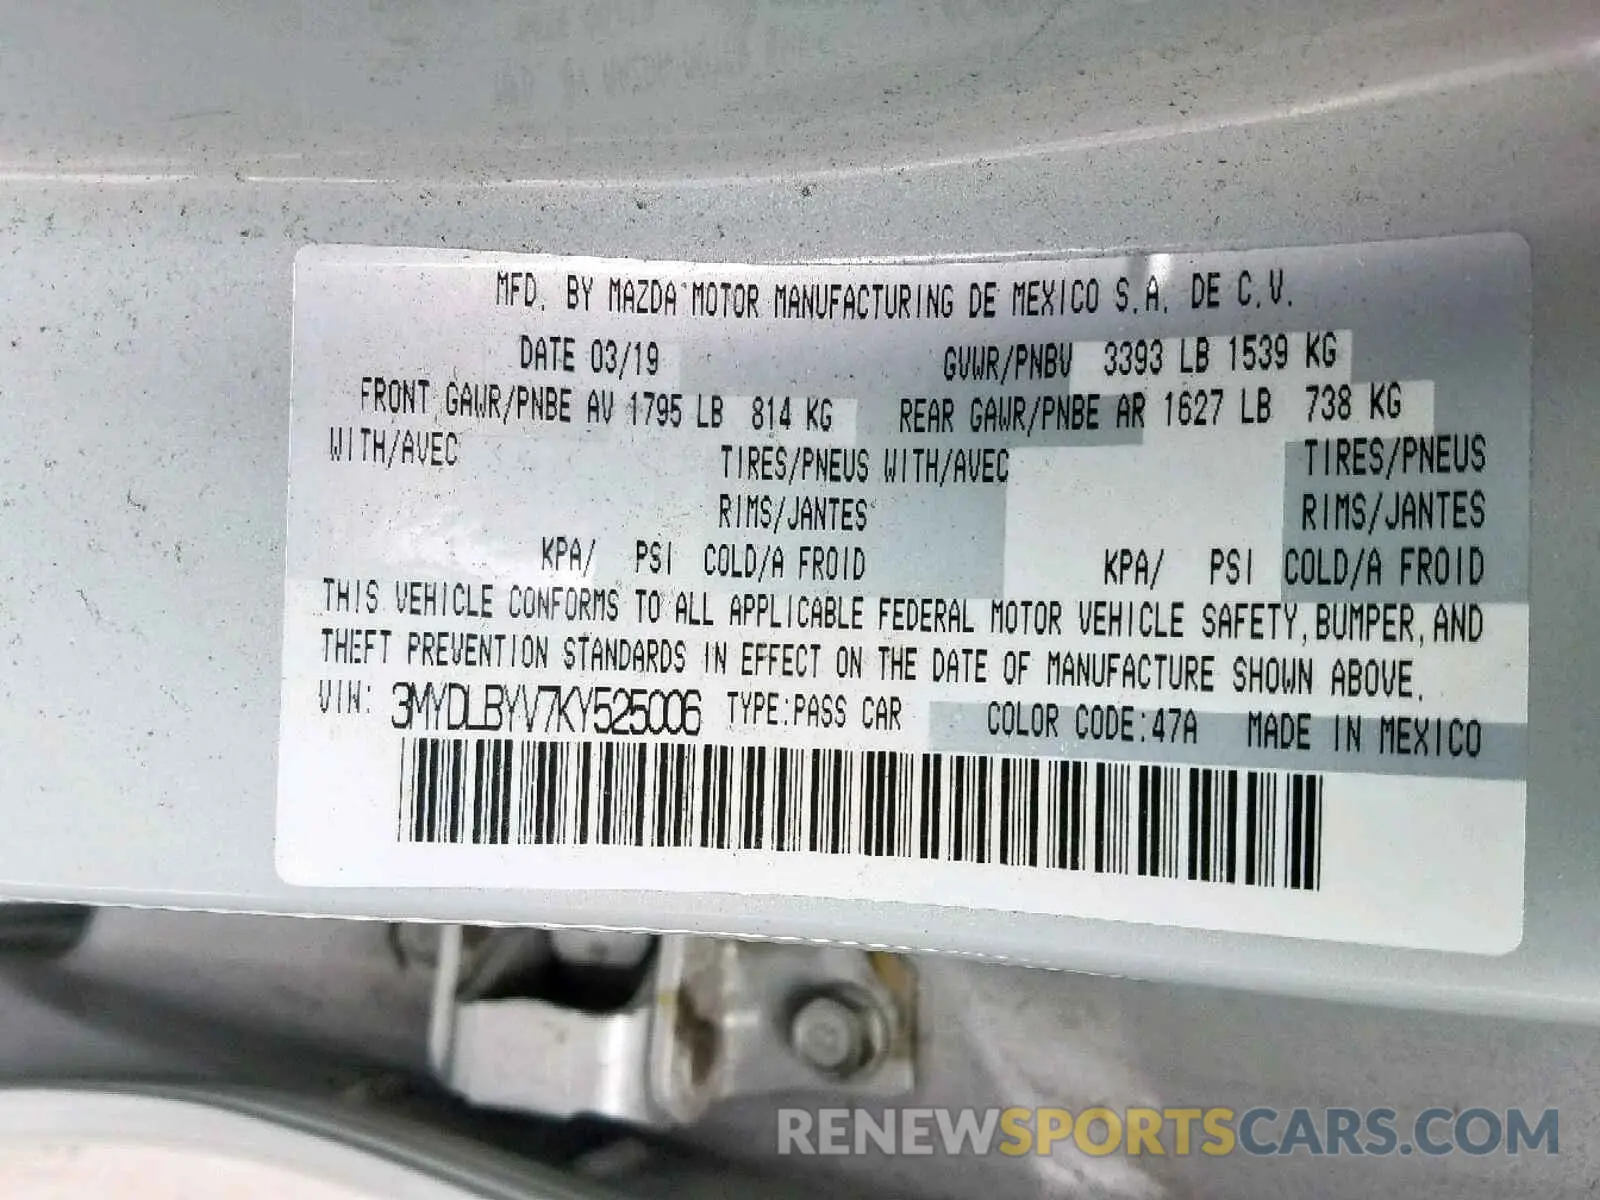 MFD. BY MAZDA MOTOR MANUFACTURING DE MEXICO S.A. DE C.V.
DATE 03/19 GVWR/PNBV 3393 LB 1539 KG
FRONT GAWR/PNBE AV 1795 LB 814 KG REAR GAWR/PNBE AR 1627 LB 738 KG
WITH/AVEC TIRES/PNEUS WITH/AVEC TIRES/PNEUS
RIMS/JANTES RIMS/JANTES
KPA/ PSI COLD/A FROID KPA/ PSI COLD/A FROID
THIS VEHICLE CONFORMS TO ALL APPLICABLE FEDERAL MOTOR VEHICLE SAFETY, BUMPER, AND
THEFT PREVENTION STANDARDS IN EFFECT ON THE DATE OF MANUFACTURE SHOWN ABOVE.
VIN: 3MYDLBYV7KY525006 TYPE:PASS CAR COLOR CODE:47A MADE IN MEXICO
RENEWSPORTSCARS.COM